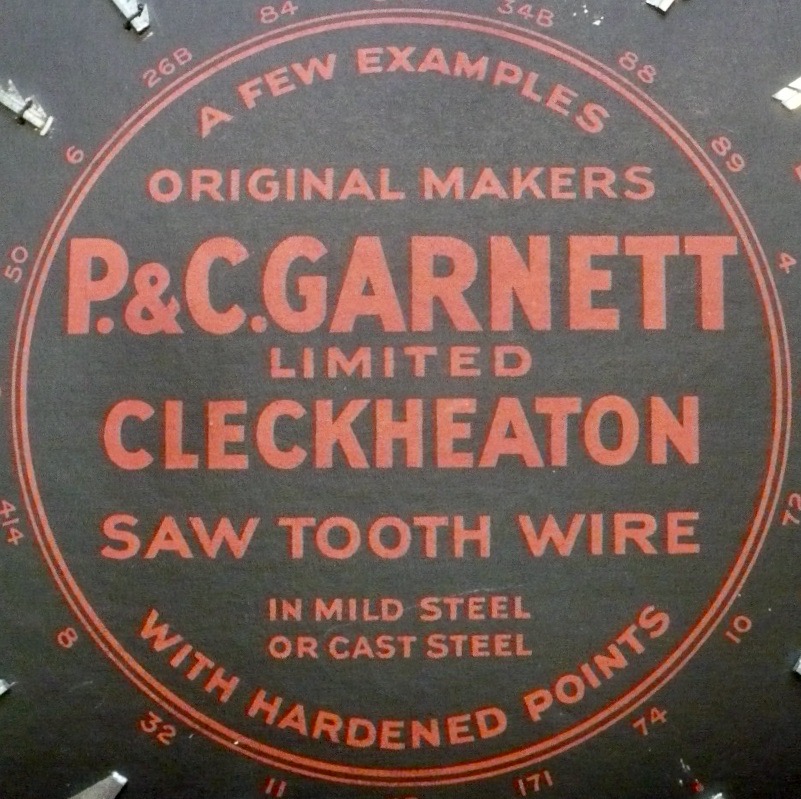 A FEW EXAMPLES
ORIGINAL MAKERS
P.&C.GARNETT
LIMITED
CLECKHEATON
SAW TOOTH WIRE
IN MILD STEEL
OR CAST STEEL
WITH HARDENED POINTS
84
34B
88
89
4
72
10
74
171
11
32
8
414
50
6
26B